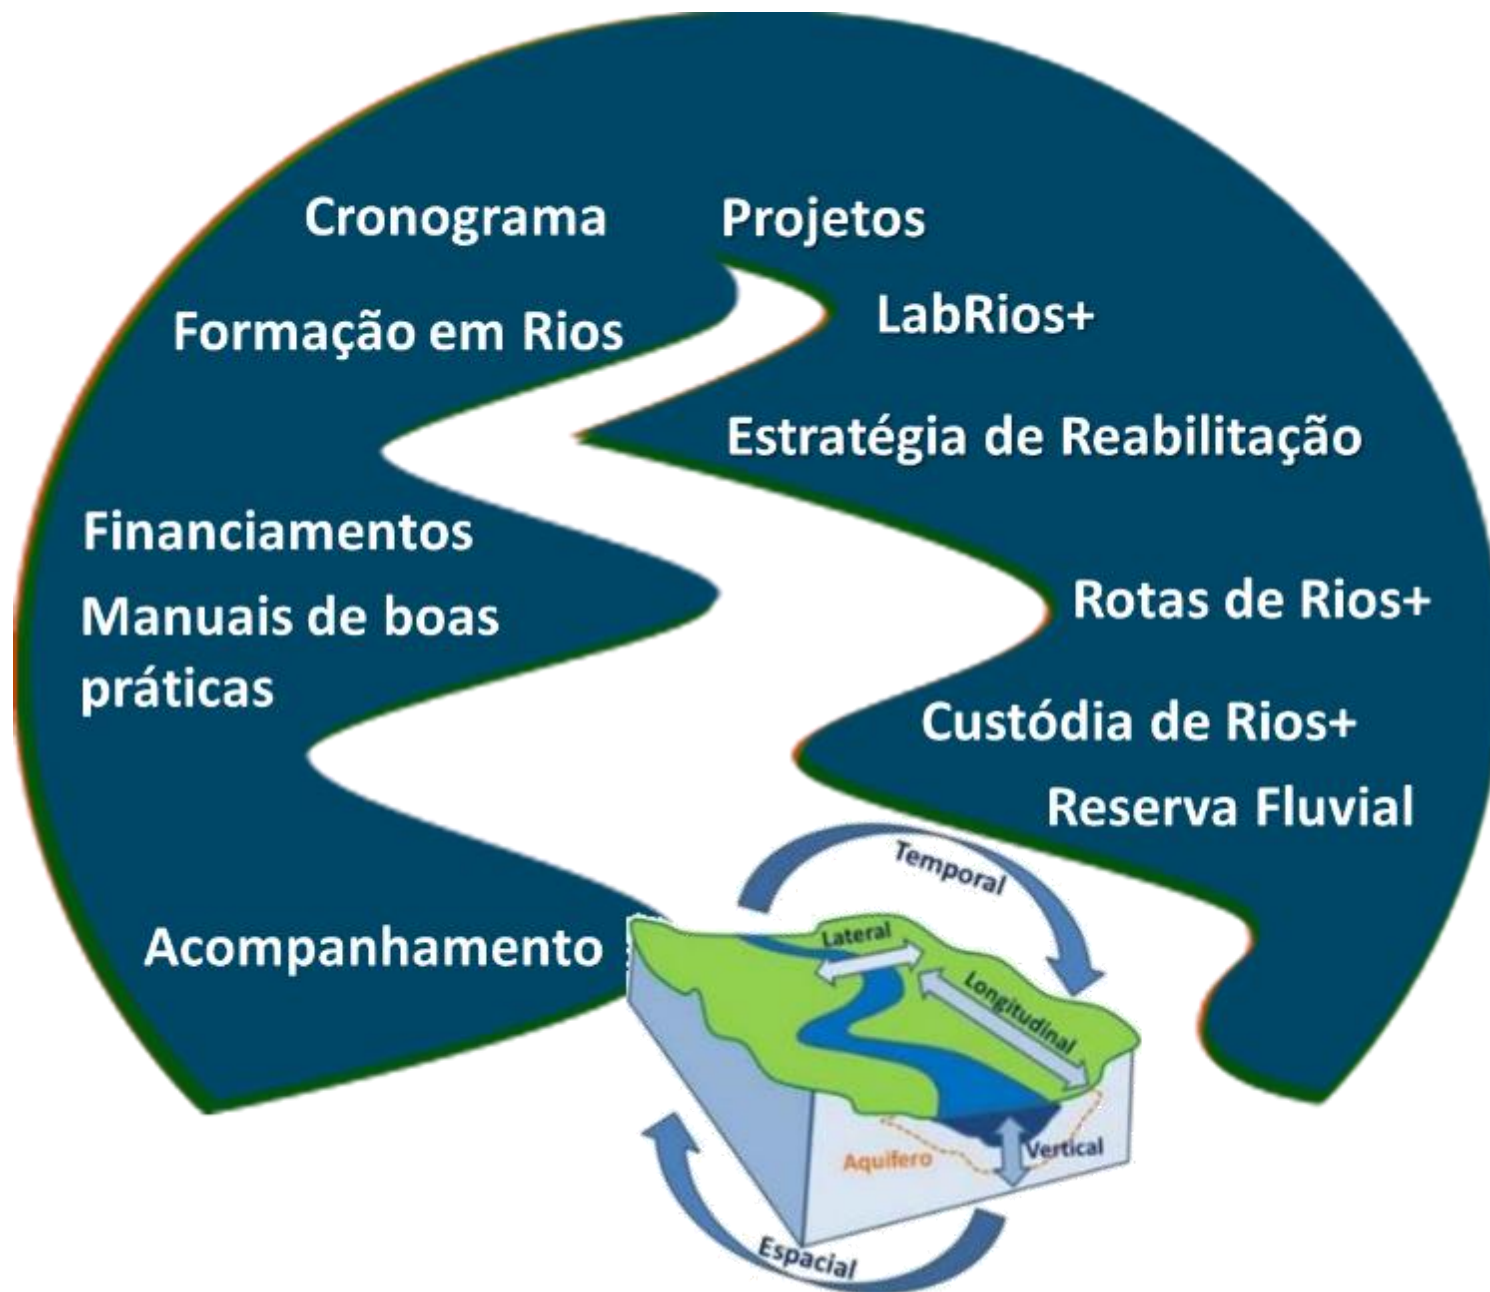 Cronograma
Projetos
Formação em Rios
LabRios+
Estratégia de Reabilitação
Financiamentos
Manuais de boas
práticas
Rotas de Rios+
Custódia de Rios+
Reserva Fluvial
Acompanhamento
Temporal
Lateral
Longitudinal
Vertical
Aquifero
Espacial